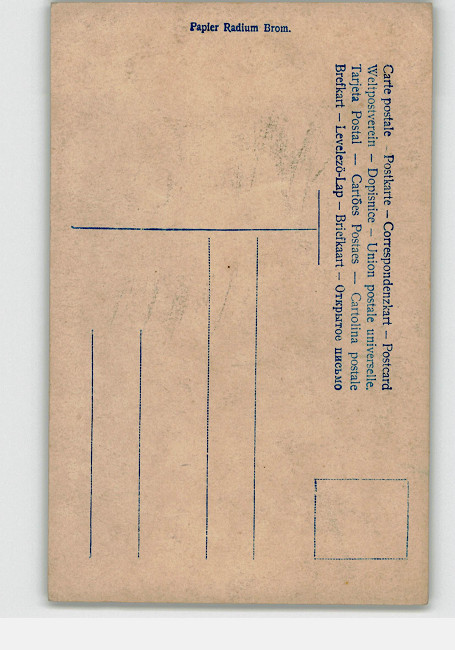 Papier Radium Brom.
Carte postale – Postkarte – Correspondenzkart – Postcard
Weltpostverein – Dopisnice – Union postale universelle.
Tarjeta Postal – Cartões Postaes – Cartolina postale
Brefkart – Levelező-Lap – Briefkaart – Открытое письмо